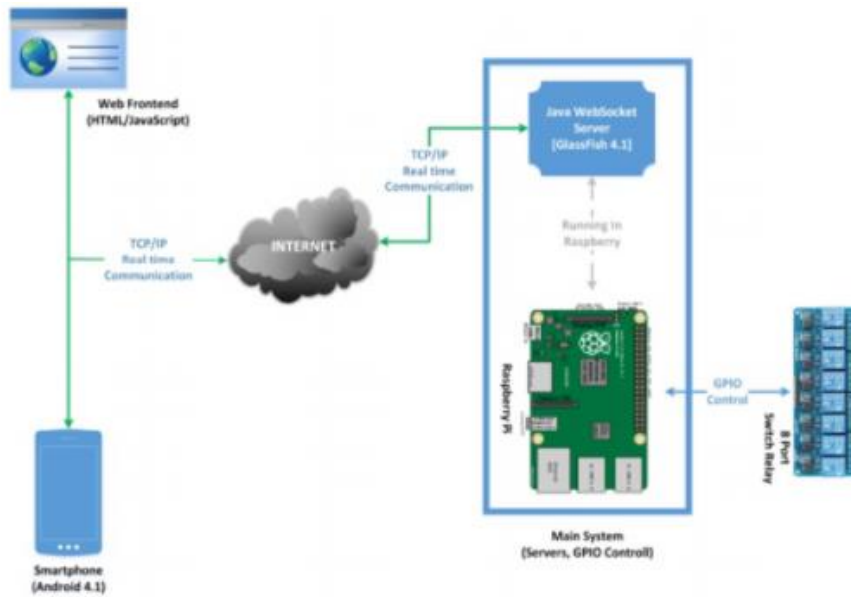 Web Frontend
(HTML/JavaScript)
TCP/IP
Real time
Communication
INTERNET
TCP/IP
Real time
Communication
Java WebSocket
Server
[GlassFish 4.1]
Running in
Raspberry
Raspberry Pi
GPIO
Control
8 Port
Switch Relay
Main System
(Servers, GPIO Controll)
Smartphone
(Android 4.1)